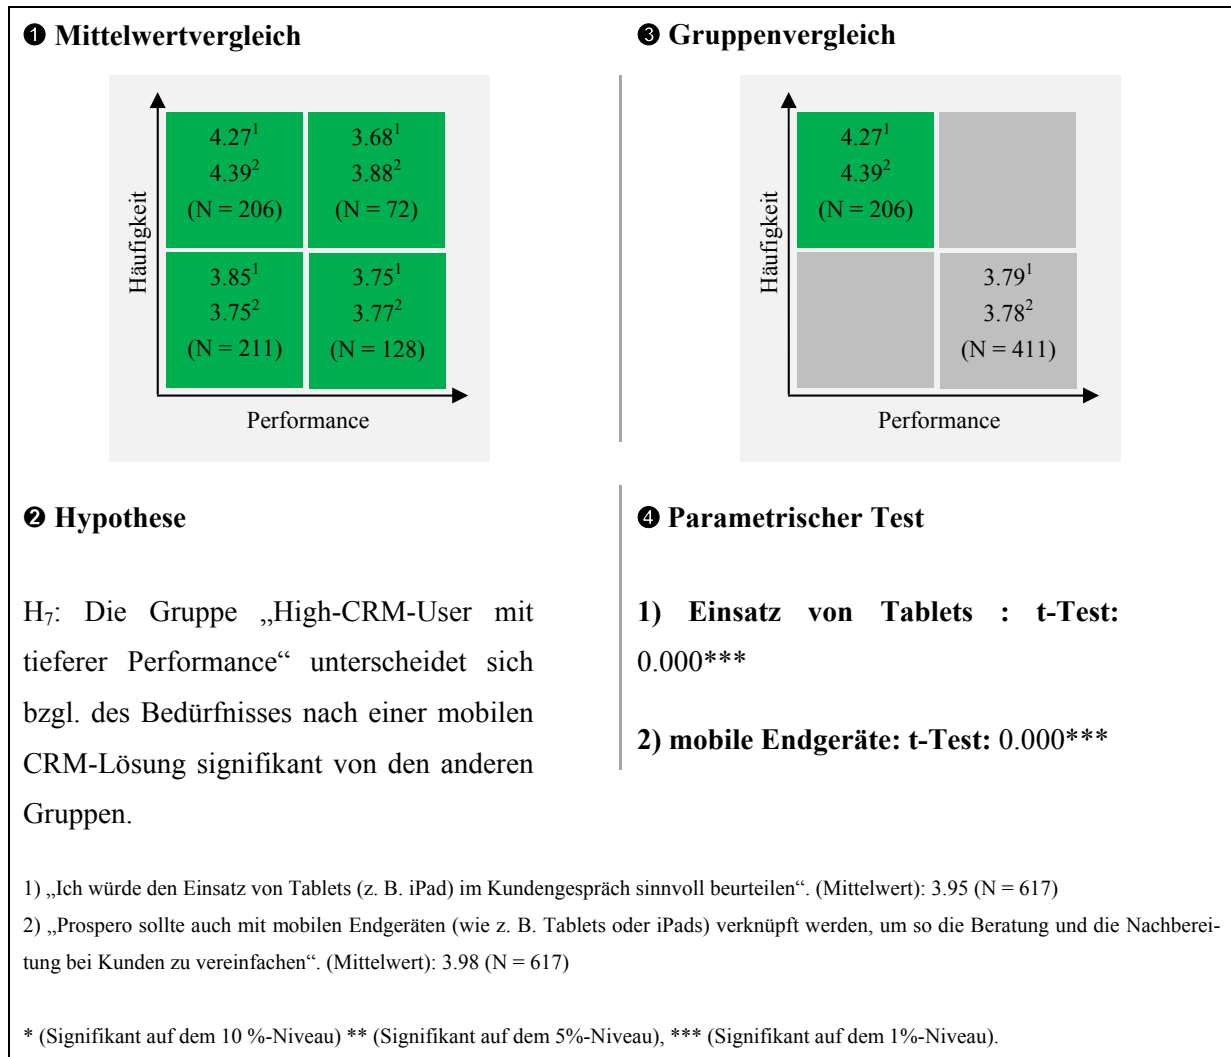 ❶ Mittelwertvergleich
Häufigkeit
4.27¹
4.39²
(N = 206)
3.68¹
3.88²
(N = 72)
3.85¹
3.75²
(N = 211)
3.75¹
3.77²
(N = 128)
Performance
❷ Hypothese
H₇: Die Gruppe „High-CRM-User mit
tieferer Performance“ unterscheidet sich
bzgl. des Bedürfnisses nach einer mobilen
CRM-Lösung signifikant von den anderen
Gruppen.
❸ Gruppenvergleich
Häufigkeit
4.27¹
4.39²
(N = 206)
3.79¹
3.78²
(N = 411)
Performance
❹ Parametrischer Test
1) Einsatz von Tablets : t-Test:
0.000***
2) mobile Endgeräte: t-Test: 0.000***
1) „Ich würde den Einsatz von Tablets (z. B. iPad) im Kundengespräch sinnvoll beurteilen“. (Mittelwert): 3.95 (N = 617)
2) „Prospero sollte auch mit mobilen Endgeräten (wie z. B. Tablets oder iPads) verknüpft werden, um so die Beratung und die Nachberei-
tung bei Kunden zu vereinfachen“. (Mittelwert): 3.98 (N = 617)
* (Signifikant auf dem 10 %-Niveau) ** (Signifikant auf dem 5%-Niveau), *** (Signifikant auf dem 1%-Niveau).